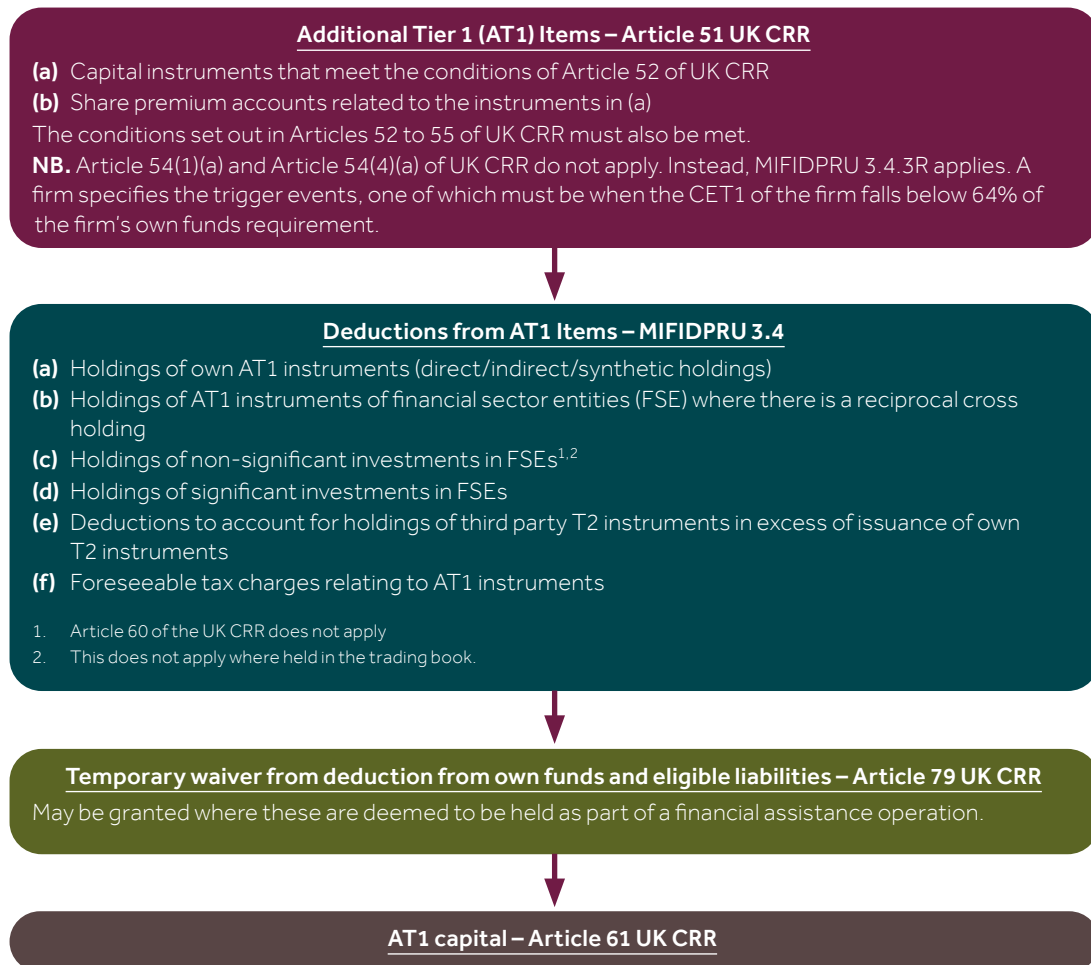 Additional Tier 1 (AT1) Items – Article 51 UK CRR
(a) Capital instruments that meet the conditions of Article 52 of UK CRR
(b) Share premium accounts related to the instruments in (a)
The conditions set out in Articles 52 to 55 of UK CRR must also be met.
NB. Article 54(1)(a) and Article 54(4)(a) of UK CRR do not apply. Instead, MIFIDPRU 3.4.3R applies. A
firm specifies the trigger events, one of which must be when the CET1 of the firm falls below 64% of
the firm's own funds requirement.
Deductions from AT1 Items – MIFIDPRU 3.4
(a) Holdings of own AT1 instruments (direct/indirect/synthetic holdings)
(b) Holdings of AT1 instruments of financial sector entities (FSE) where there is a reciprocal cross
holding
(c) Holdings of non-significant investments in FSEs1,2
(d) Holdings of significant investments in FSEs
(e) Deductions to account for holdings of third party T2 instruments in excess of issuance of own
T2 instruments
(f) Foreseeable tax charges relating to AT1 instruments
1. Article 60 of the UK CRR does not apply
2. This does not apply where held in the trading book.
Temporary waiver from deduction from own funds and eligible liabilities – Article 79 UK CRR
May be granted where these are deemed to be held as part of a financial assistance operation.
AT1 capital – Article 61 UK CRR